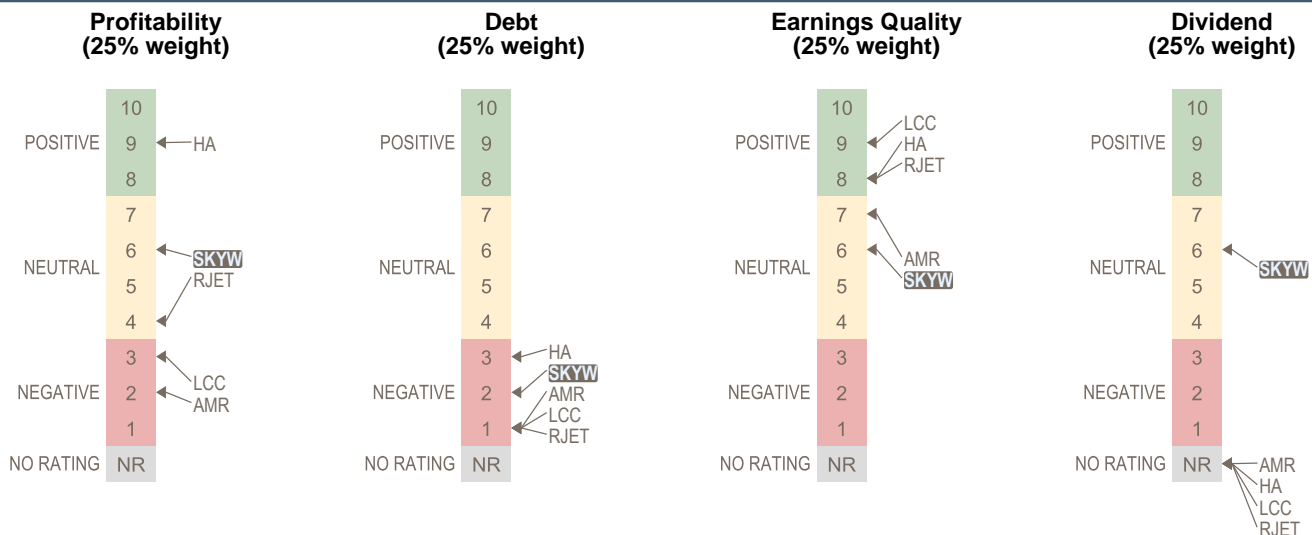 Profitability
(25% weight)
10
POSITIVE 9 HA
8
7
6
SKYW
NEUTRAL
RJET
5
4
3
LCC
NEGATIVE 2
AMR
1
NO RATING NR
Debt
(25% weight)
10
POSITIVE 9
8
7
6
NEUTRAL
5
4
3 HA
SKYW
NEGATIVE 2 AMR
LCC
1
RJET
NO RATING NR
Earnings Quality
(25% weight)
10
LCC
POSITIVE 9 HA
RJET
8
7
6
AMR
NEUTRAL
SKYW
5
4
3
NEGATIVE 2
1
NO RATING NR
Dividend
(25% weight)
10
POSITIVE 9
8
7
6
NEUTRAL SKYW
5
4
3
NEGATIVE 2
1
NO RATING NR AMR
HA
LCC
RJET